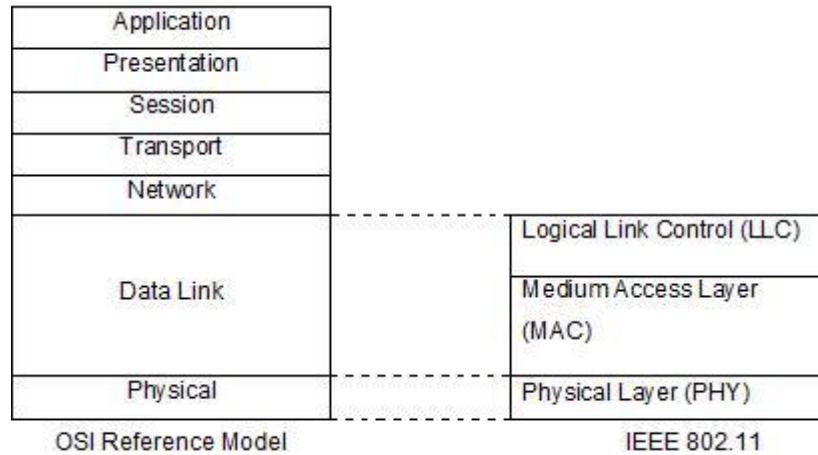 Application
Presentation
Session
Transport
Network
Data Link
Physical
OSI Reference Model
Logical Link Control (LLC)
Medium Access Layer
(MAC)
Physical Layer (PHY)
IEEE 802.11